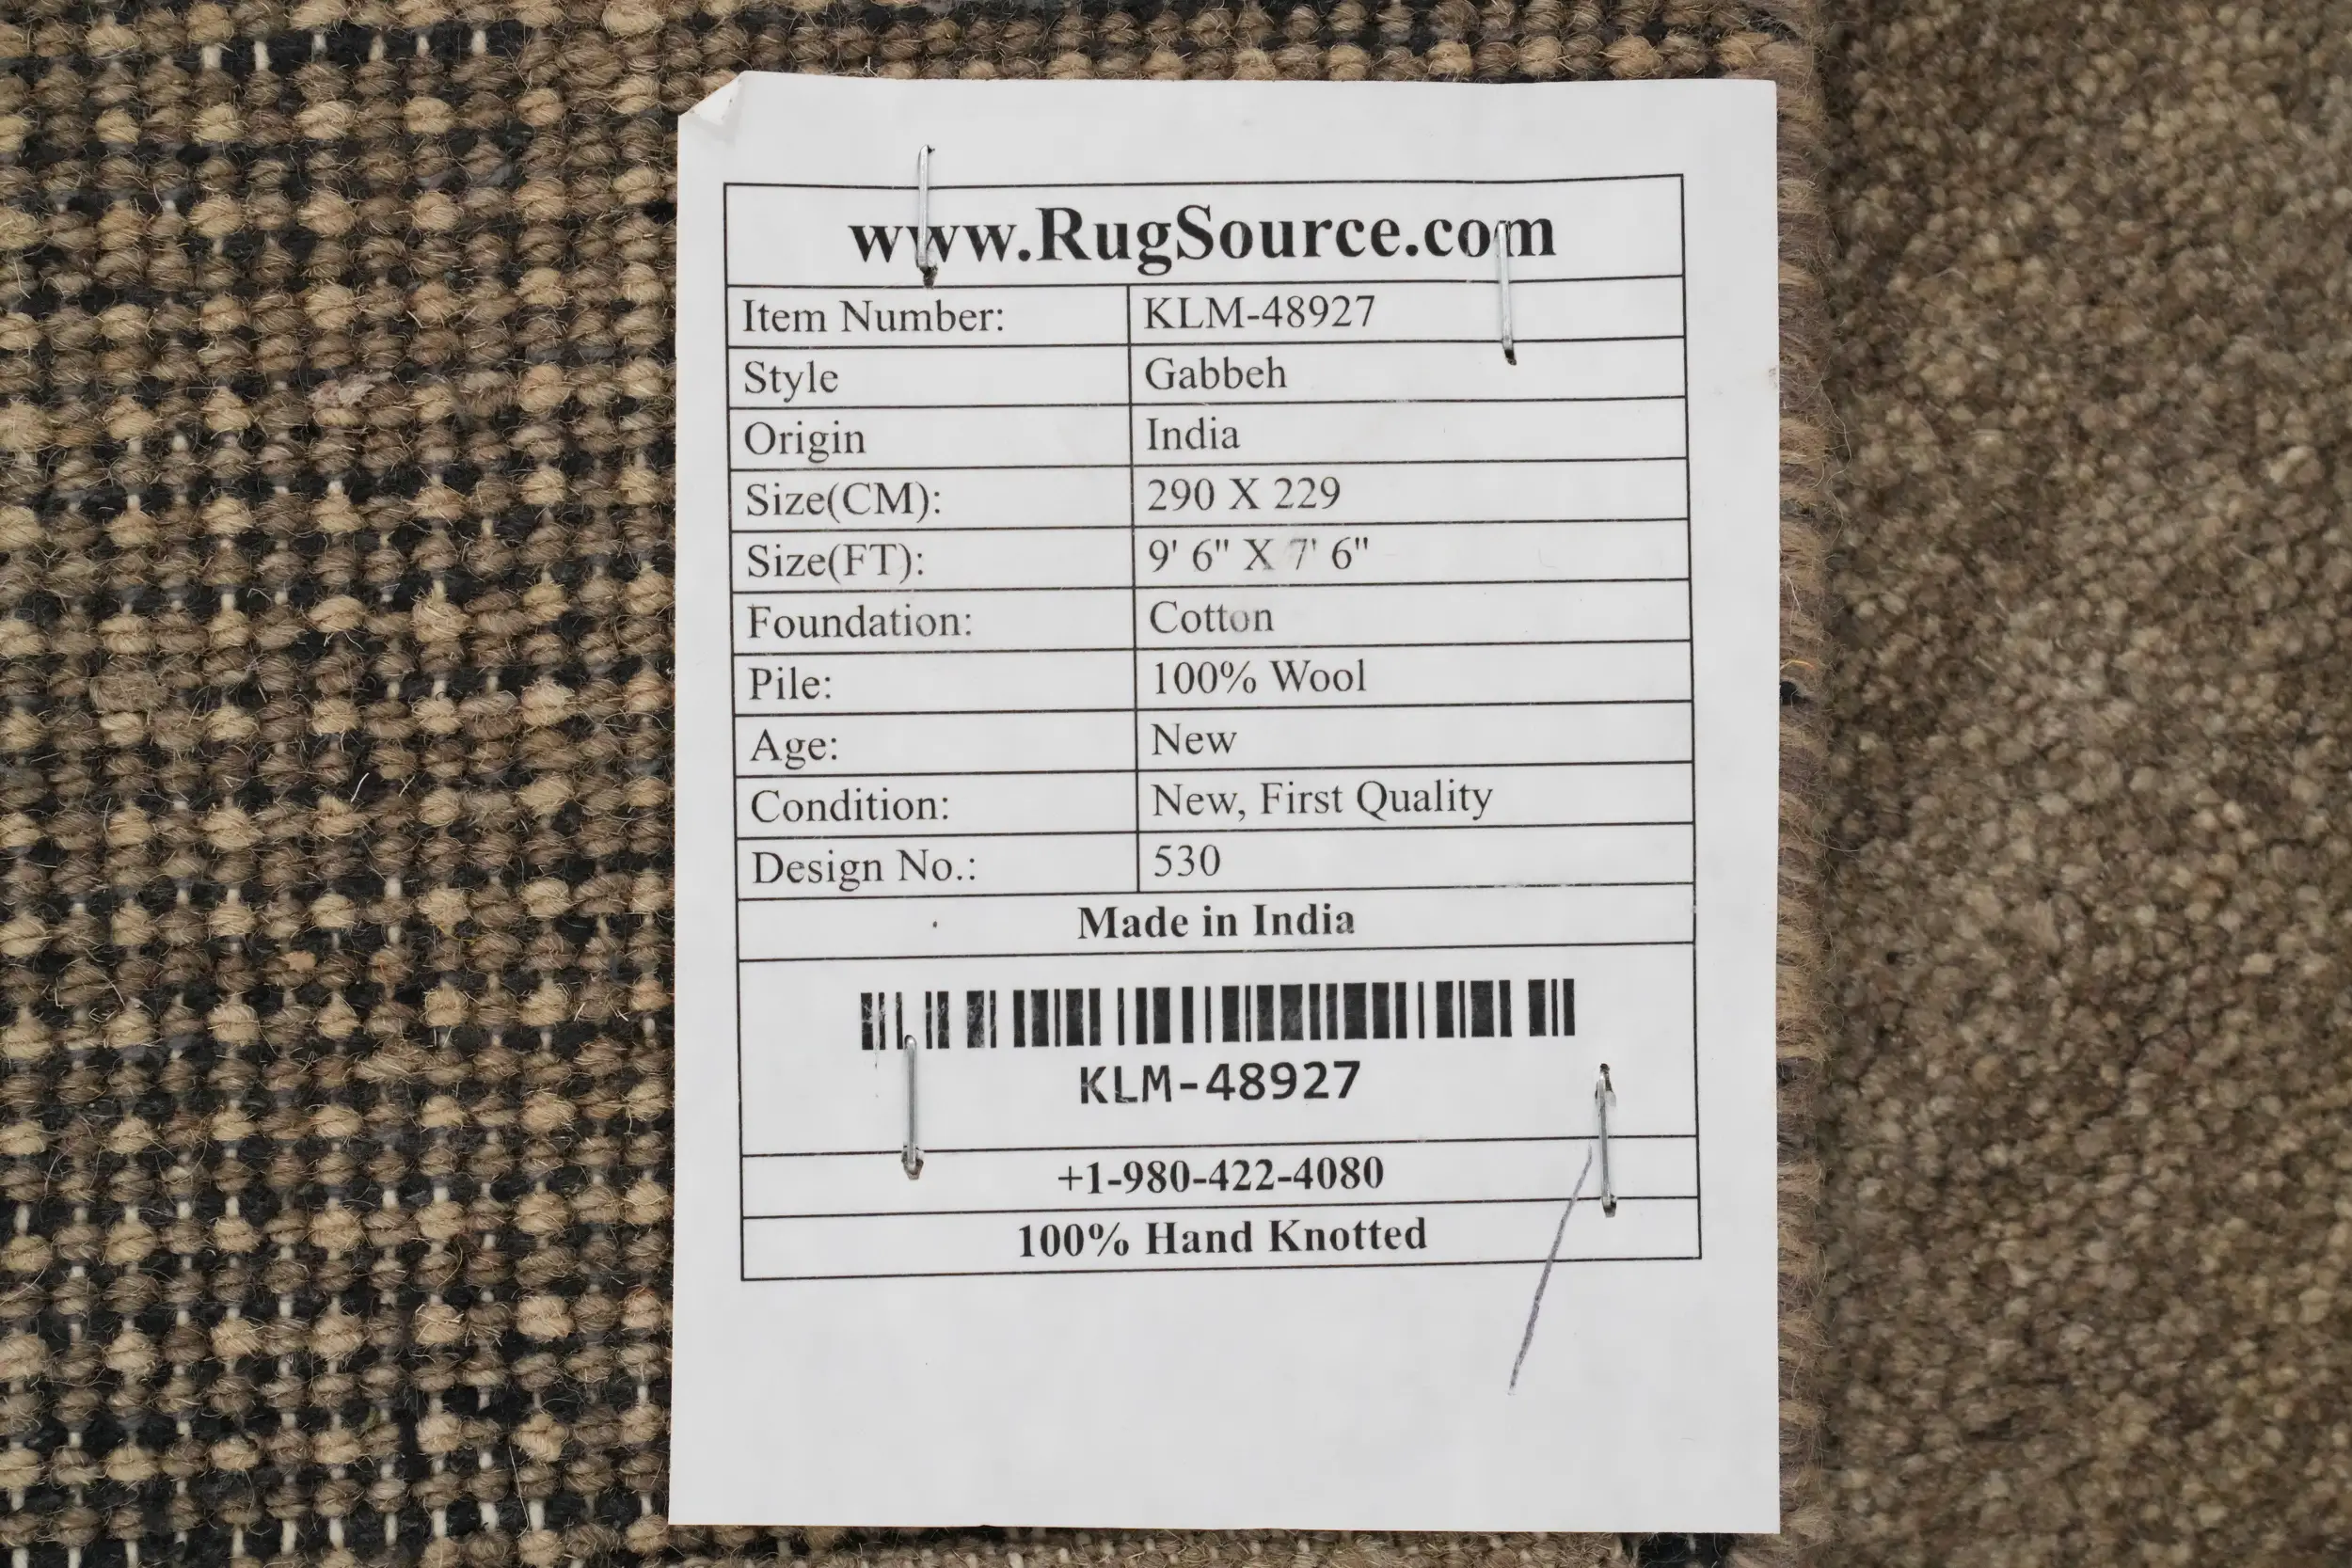 www.RugSource.com
Item Number: KLM-48927
Style Gabbeh
Origin India
Size(CM): 290 X 229
Size(FT): 9' 6" X 7' 6"
Foundation: Cotton
Pile: 100% Wool
Age: New
Condition: New, First Quality
Design No.: 530
Made in India
KLM-48927
+1-980-422-4080
100% Hand Knotted